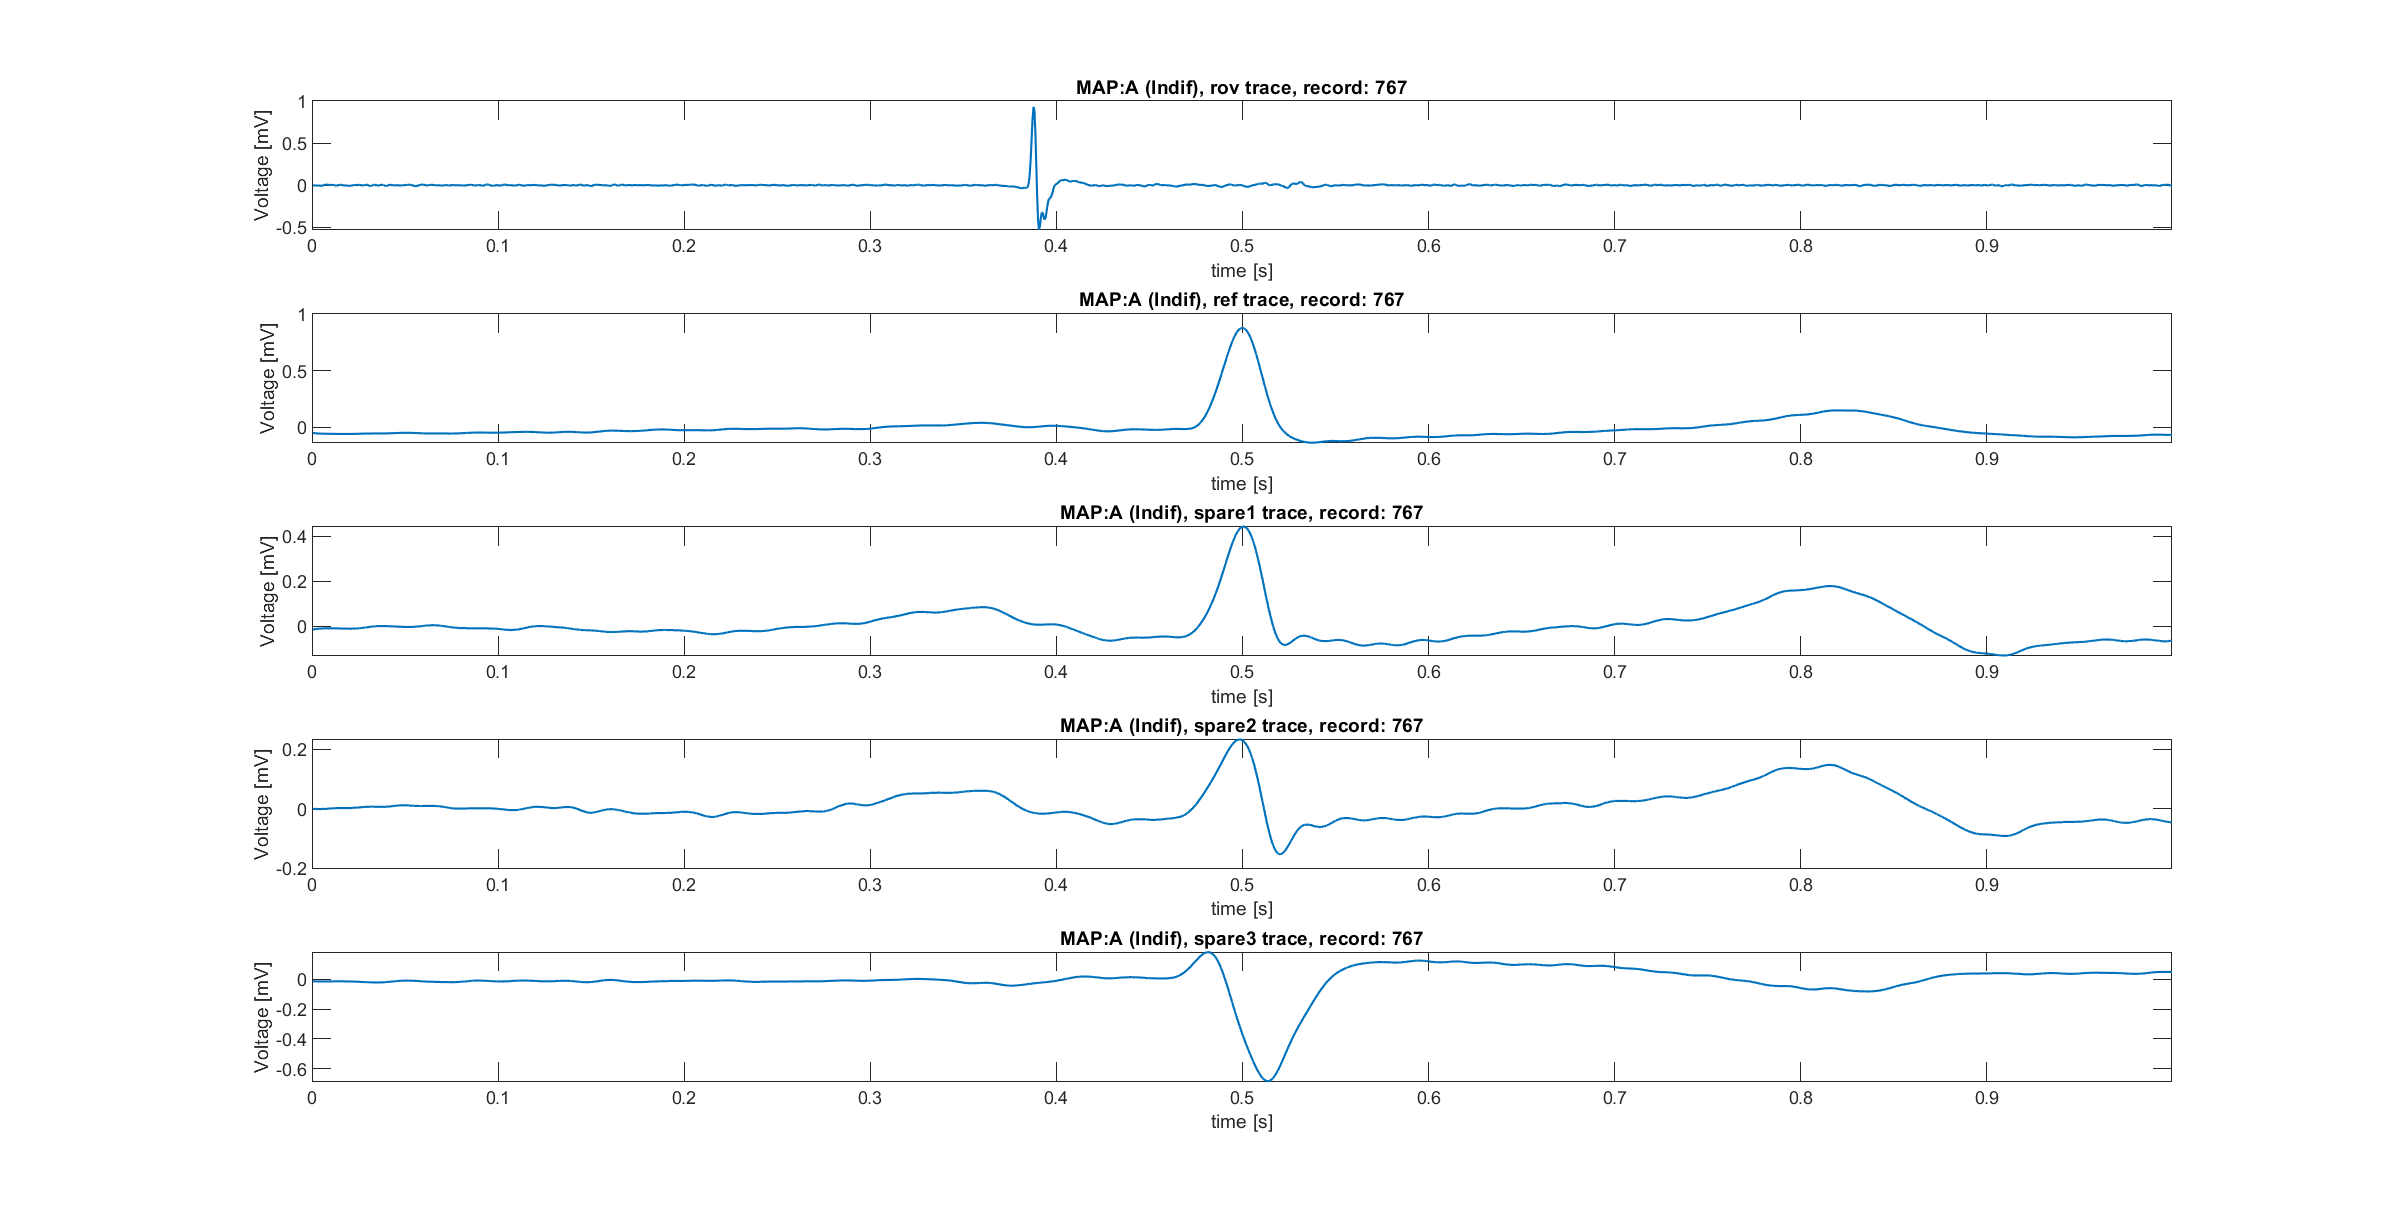 MAP:A (Indif), rov trace, record: 767
Voltage [mV]
1
0.5
0
-0.5
0 0.1 0.2 0.3 0.4 0.5 0.6 0.7 0.8 0.9
time [s]
MAP:A (Indif), ref trace, record: 767
Voltage [mV]
1
0.5
0
0 0.1 0.2 0.3 0.4 0.5 0.6 0.7 0.8 0.9
time [s]
MAP:A (Indif), spare1 trace, record: 767
Voltage [mV]
0.4
0.2
0
0 0.1 0.2 0.3 0.4 0.5 0.6 0.7 0.8 0.9
time [s]
MAP:A (Indif), spare2 trace, record: 767
Voltage [mV]
0.2
0
-0.2
0 0.1 0.2 0.3 0.4 0.5 0.6 0.7 0.8 0.9
time [s]
MAP:A (Indif), spare3 trace, record: 767
Voltage [mV]
0
-0.2
-0.4
-0.6
0 0.1 0.2 0.3 0.4 0.5 0.6 0.7 0.8 0.9
time [s]